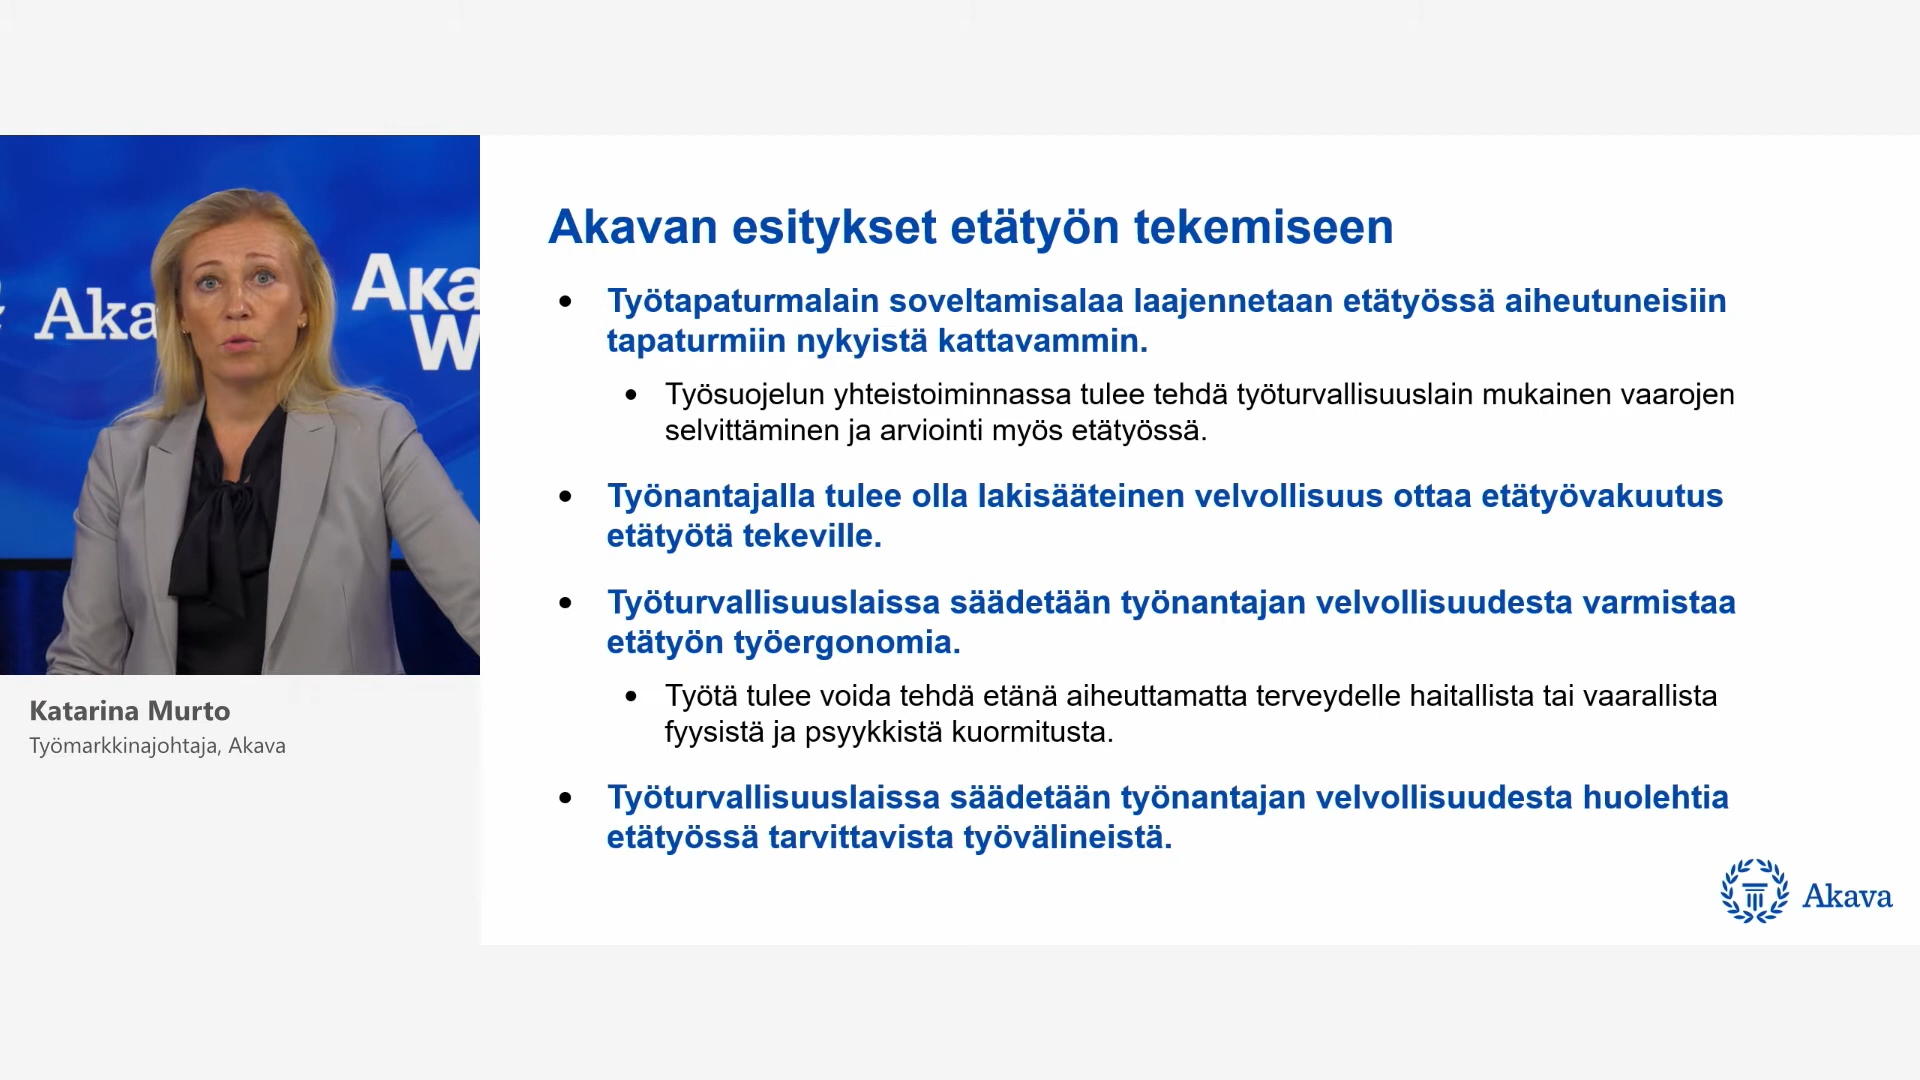 Aka
Aka
W
Katarina Murto
Työmarkkinajohtaja, Akava
Akavan esitykset etätyön tekemiseen
• Työtapaturmalain soveltamisalaa laajennetaan etätyössä aiheutuneisiin
tapaturmiin nykyistä kattavammin.
• Työsuojelun yhteistoiminnassa tulee tehdä työturvallisuuslain mukainen vaarojen
selvittäminen ja arviointi myös etätyössä.
• Työnantajalla tulee olla lakisääteinen velvollisuus ottaa etätyövakuutus
etätyötä tekeville.
• Työturvallisuuslaissa säädetään työnantajan velvollisuudesta varmistaa
etätyön työergonomia.
• Työtä tulee voida tehdä etänä aiheuttamatta terveydelle haitallista tai vaarallista
fyysistä ja psyykkistä kuormitusta.
• Työturvallisuuslaissa säädetään työnantajan velvollisuudesta huolehtia
etätyössä tarvittavista työvälineistä.
Akava